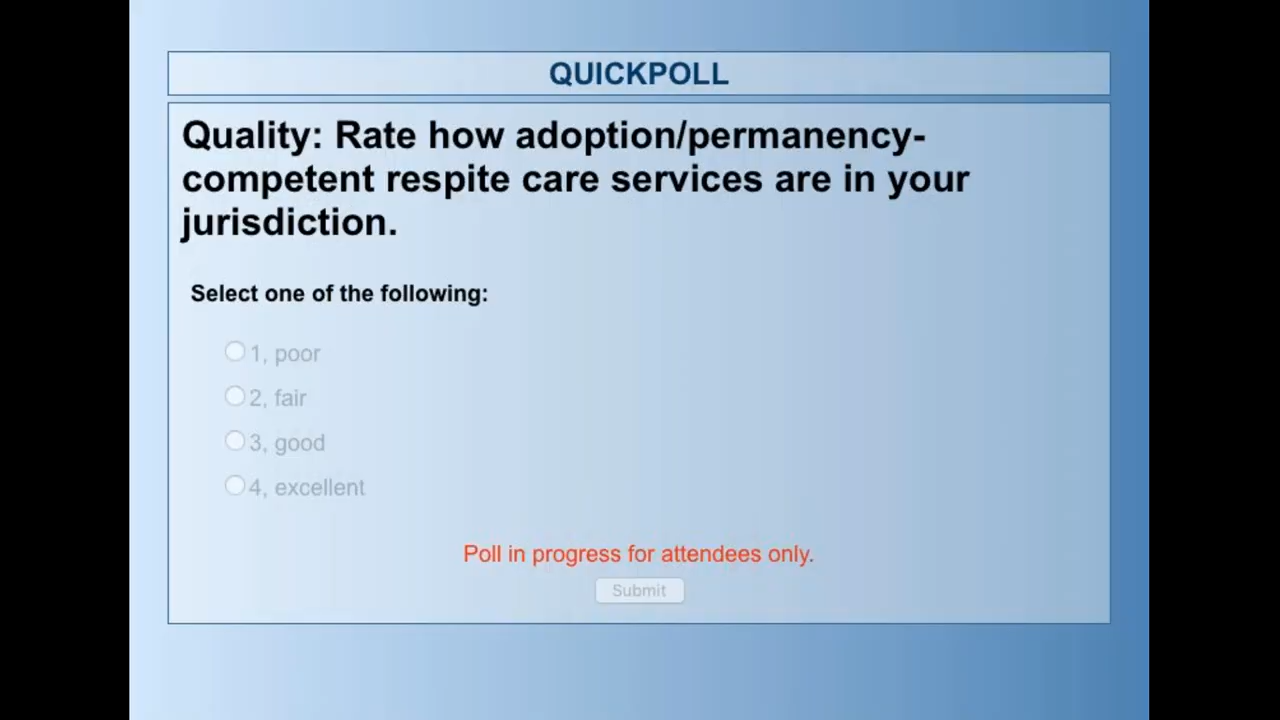 QUICKPOLL
Quality: Rate how adoption/permanency-
competent respite care services are in your
jurisdiction.
Select one of the following:
1, poor
2, fair
3, good
4, excellent
Poll in progress for attendees only.
Submit